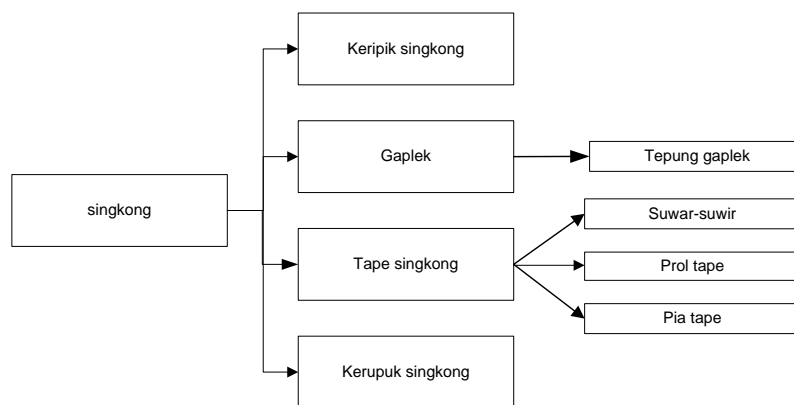 singkong
Keripik singkong
Gaplek
Tape singkong
Kerupuk singkong
Tepung gaplek
Suwar-suwir
Prol tape
Pia tape